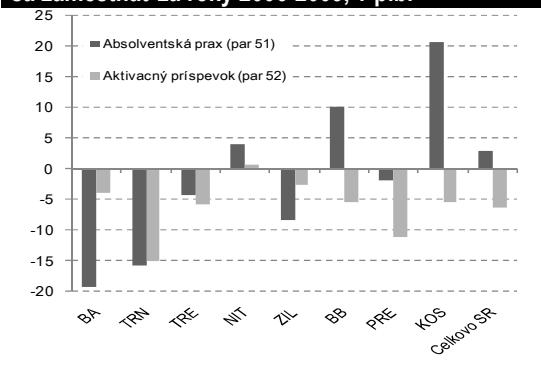 25
20
15
10
5
0
-5
-10
-15
-20
Absolventská prax (par 51)
Aktivacný príspevok (par 52)
BA
TRN
TRE
NIT
ZIL
BB
PRE
KOS
Celkovo SR